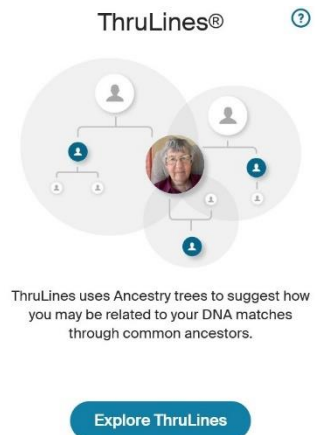 ThruLines®
?
ThruLines uses Ancestry trees to suggest how
you may be related to your DNA matches
through common ancestors.
Explore ThruLines